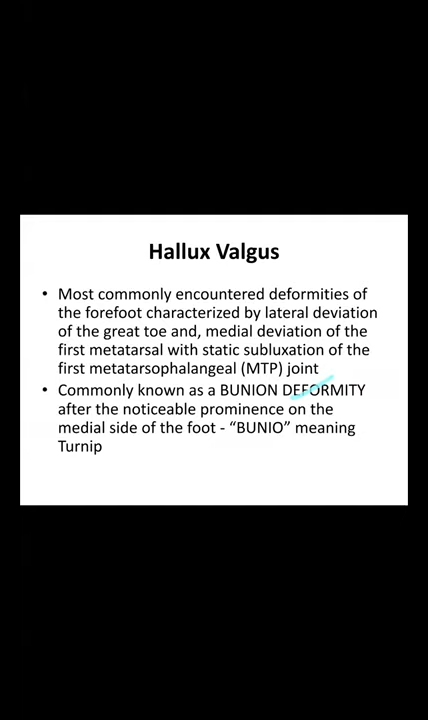 Hallux Valgus
• Most commonly encountered deformities of
the forefoot characterized by lateral deviation
of the great toe and, medial deviation of the
first metatarsal with static subluxation of the
first metatarsophalangeal (MTP) joint
• Commonly known as a BUNION DEFORMITY
after the noticeable prominence on the
medial side of the foot - “BUNIO” meaning
Turnip